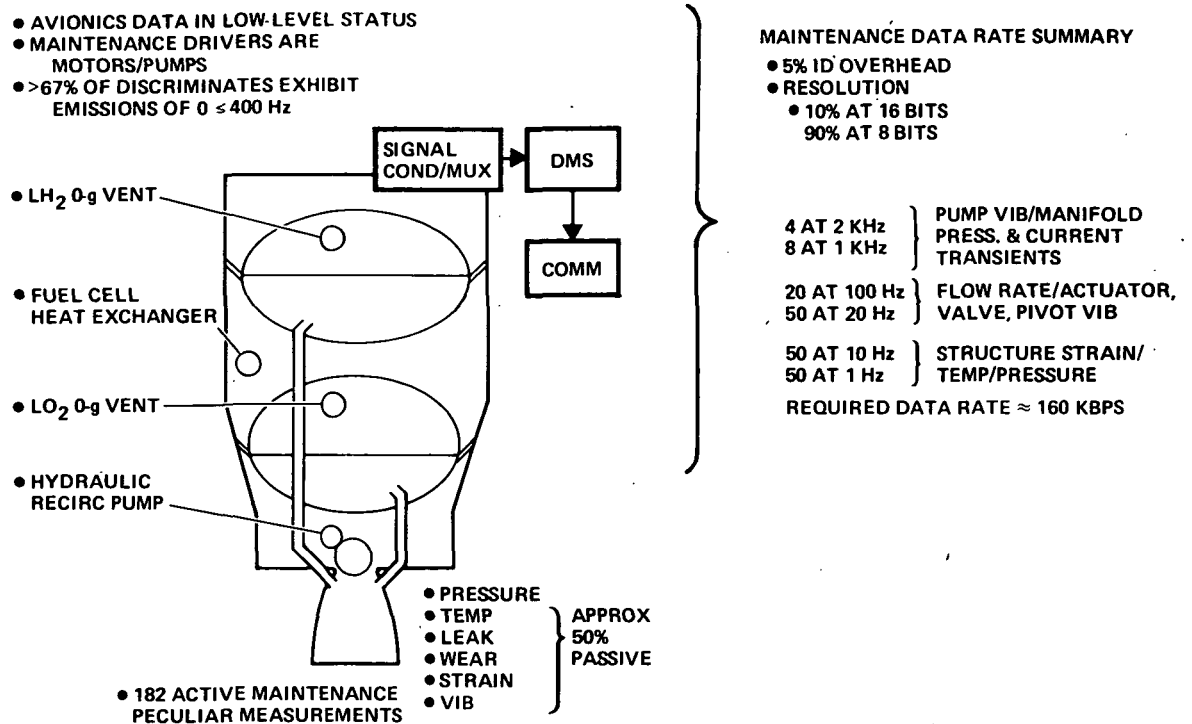 ● AVIONICS DATA IN LOW-LEVEL STATUS
● MAINTENANCE DRIVERS ARE
MOTORS/PUMPS
● >67% OF DISCRIMINATES EXHIBIT
EMISSIONS OF 0 ≤ 400 Hz
SIGNAL
COND/MUX
DMS
COMM
● LH₂ 0-g VENT
● FUEL CELL
HEAT EXCHANGER
● LO₂ 0-g VENT
● HYDRAULIC
RECIRC PUMP
● PRESSURE
● TEMP
● LEAK
● WEAR
● STRAIN
● VIB
APPROX
50%
PASSIVE
● 182 ACTIVE MAINTENANCE
PECULIAR MEASUREMENTS
MAINTENANCE DATA RATE SUMMARY
● 5% ID OVERHEAD
● RESOLUTION
● 10% AT 16 BITS
90% AT 8 BITS
4 AT 2 KHz
8 AT 1 KHz
PUMP VIB/MANIFOLD
PRESS. & CURRENT
TRANSIENTS
20 AT 100 Hz
50 AT 20 Hz
FLOW RATE/ACTUATOR,
VALVE, PIVOT VIB
50 AT 10 Hz
50 AT 1 Hz
STRUCTURE STRAIN/
TEMP/PRESSURE
REQUIRED DATA RATE ≈ 160 KBPS